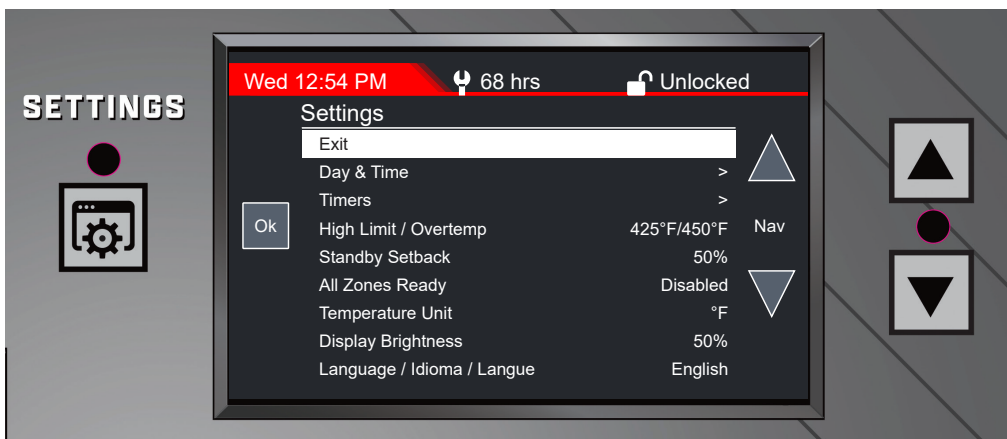 SETTINGS
Wed 12:54 PM 68 hrs Unlocked
Settings
Exit
Day & Time >
Timers >
Ok
High Limit / Overtemp 425°F/450°F
Nav
Standby Setback 50%
All Zones Ready Disabled
Temperature Unit °F
Display Brightness 50%
Language / Idioma / Langue English